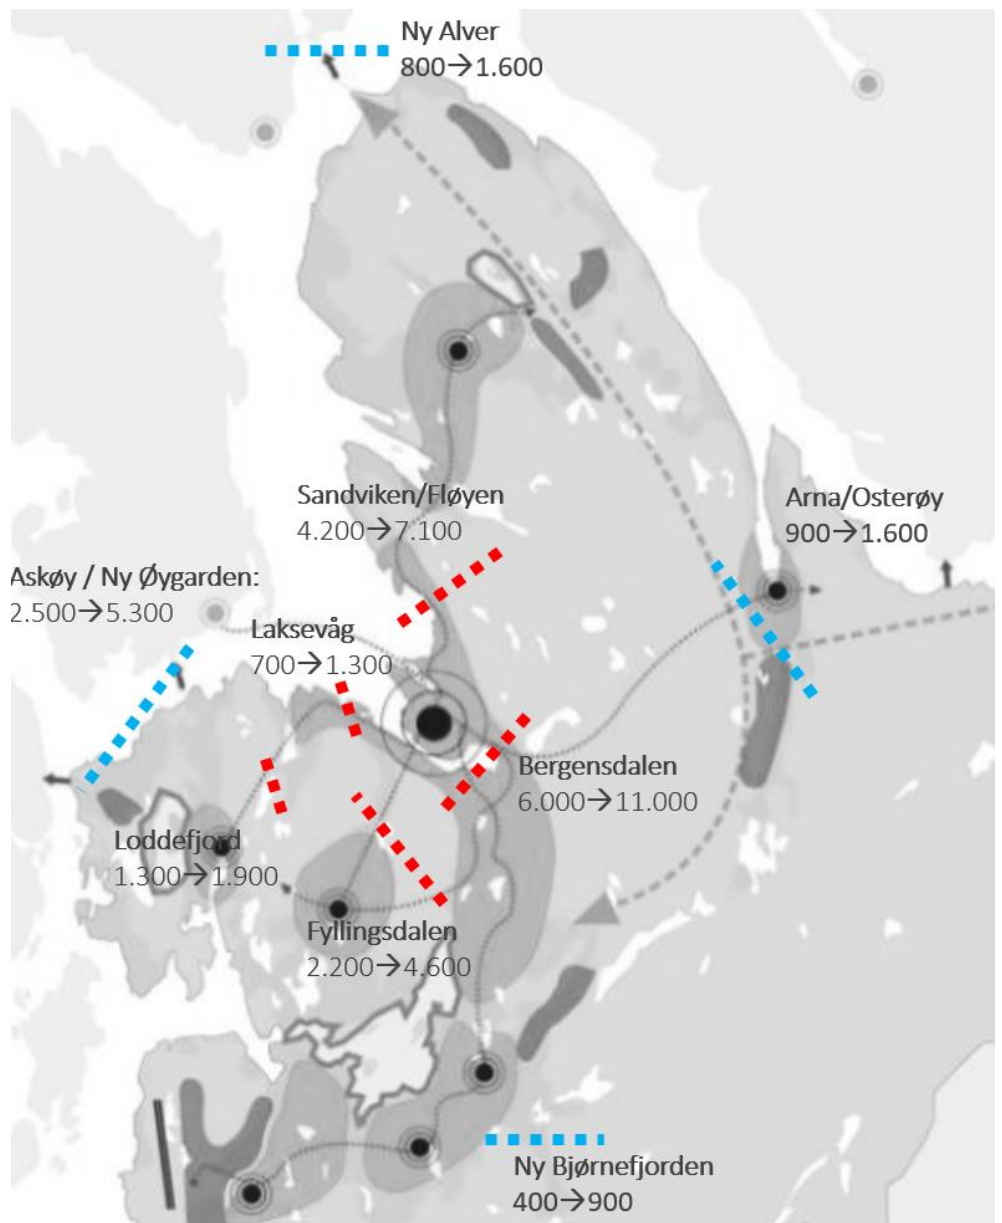 Ny Alver
800→1.600
Sandviken/Fløyen
4.200→7.100
Arna/Osterøy
900→1.600
Askøy / Ny Øygarden:
2.500→5.300
Laksevåg
700→1.300
Bergensdalen
6.000→11.000
Loddefjord
1.300→1.900
Fyllingsdalen
2.200→4.600
Ny Bjørnefjorden
400→900